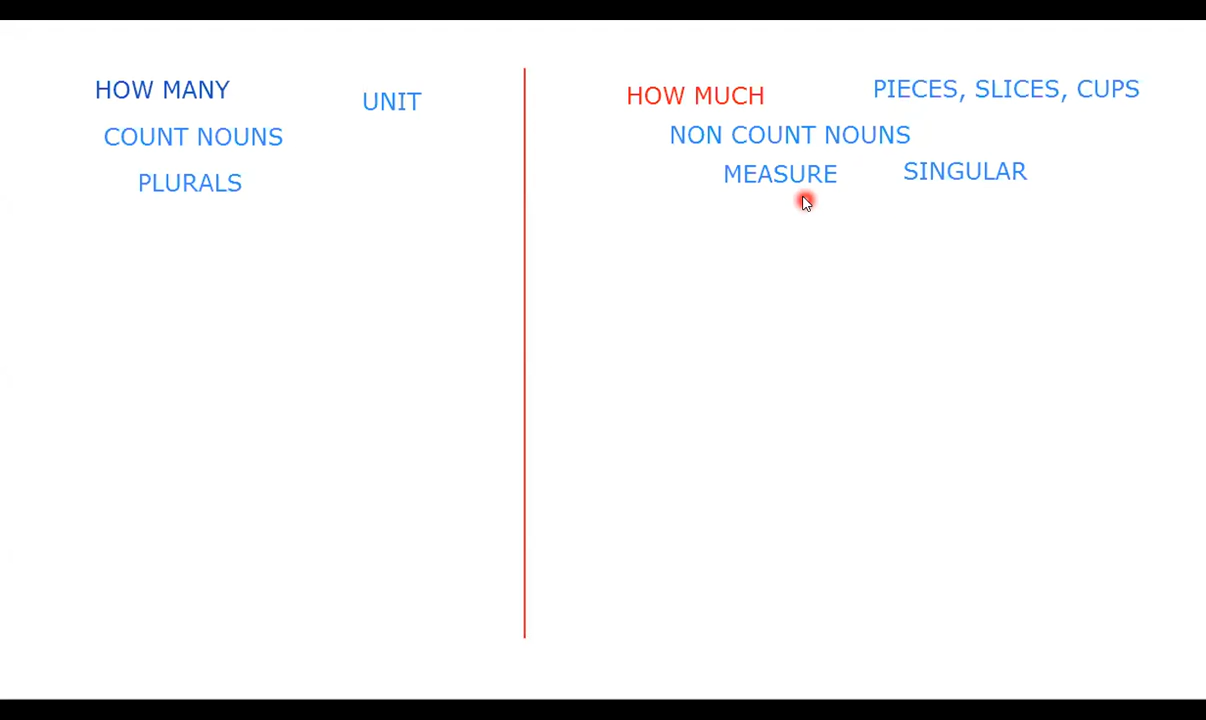 HOW MANY
UNIT
COUNT NOUNS
PLURALS
HOW MUCH
PIECES, SLICES, CUPS
NON COUNT NOUNS
MEASURE
SINGULAR